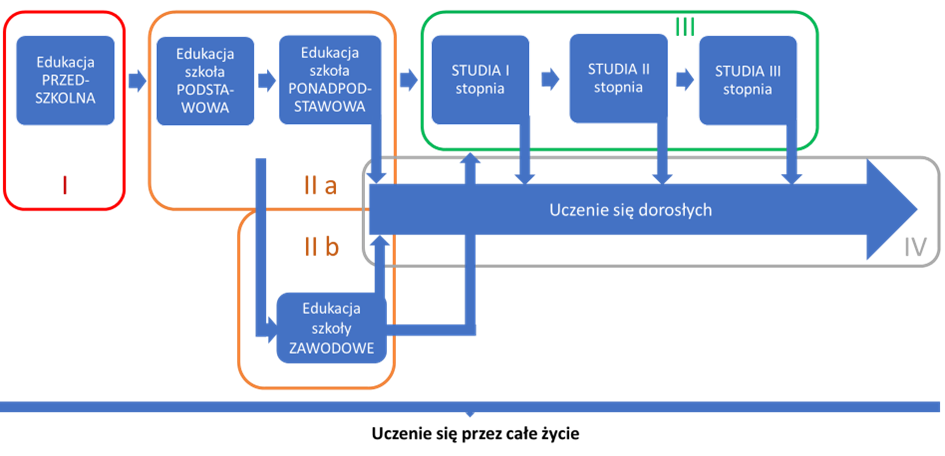 Edukacja
PRZED-
SZKOLNA
I
Edukacja
szkoła
PODSTA-
WOWA
Edukacja
szkoła
PONADPOD-
STAWOWA
II a
III
STUDIA I
stopnia
STUDIA II
stopnia
STUDIA III
stopnia
Uczenie się dorosłych
IV
II b
Edukacja
szkoły
ZAWODOWE
Uczenie się przez całe życie